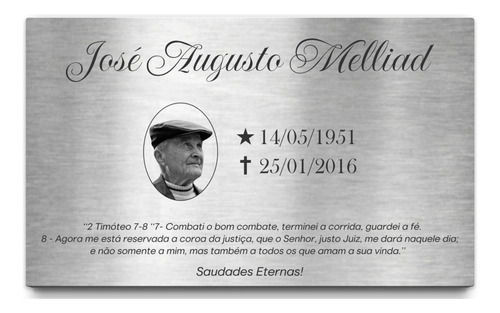 José Augusto Melliad
★ 14/05/1951
✝ 25/01/2016
"2 Timóteo 7-8 "7- Combati o bom combate, terminei a corrida, guardei a fé.
8 - Agora me está reservada a coroa da justiça, que o Senhor, justo Juiz, me dará naquele dia;
e não somente a mim, mas também a todos os que amam a sua vinda."
Saudades Eternas!